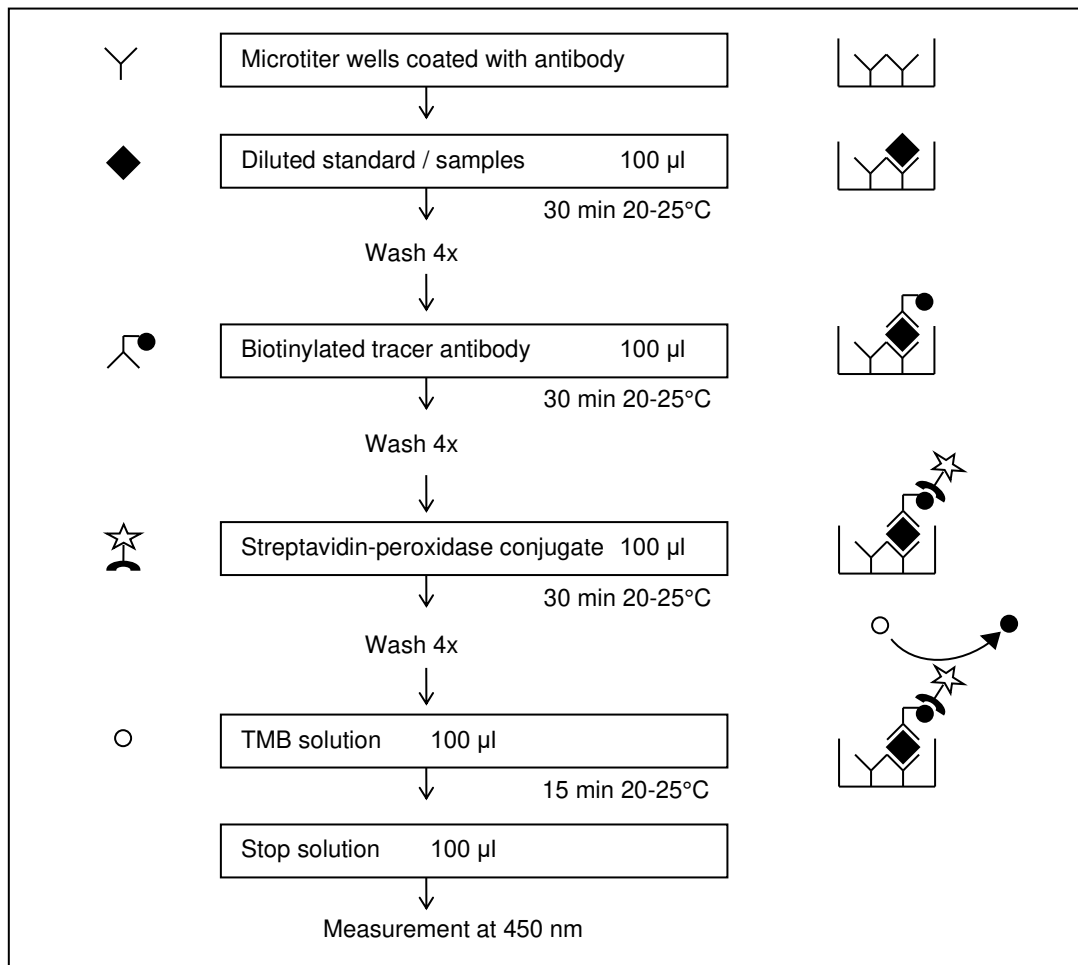 Microtiter wells coated with antibody
Diluted standard / samples 100 µl
30 min 20-25°C
Wash 4x
Biotinylated tracer antibody 100 µl
30 min 20-25°C
Wash 4x
Streptavidin-peroxidase conjugate 100 µl
30 min 20-25°C
Wash 4x
TMB solution 100 µl
15 min 20-25°C
Stop solution 100 µl
Measurement at 450 nm